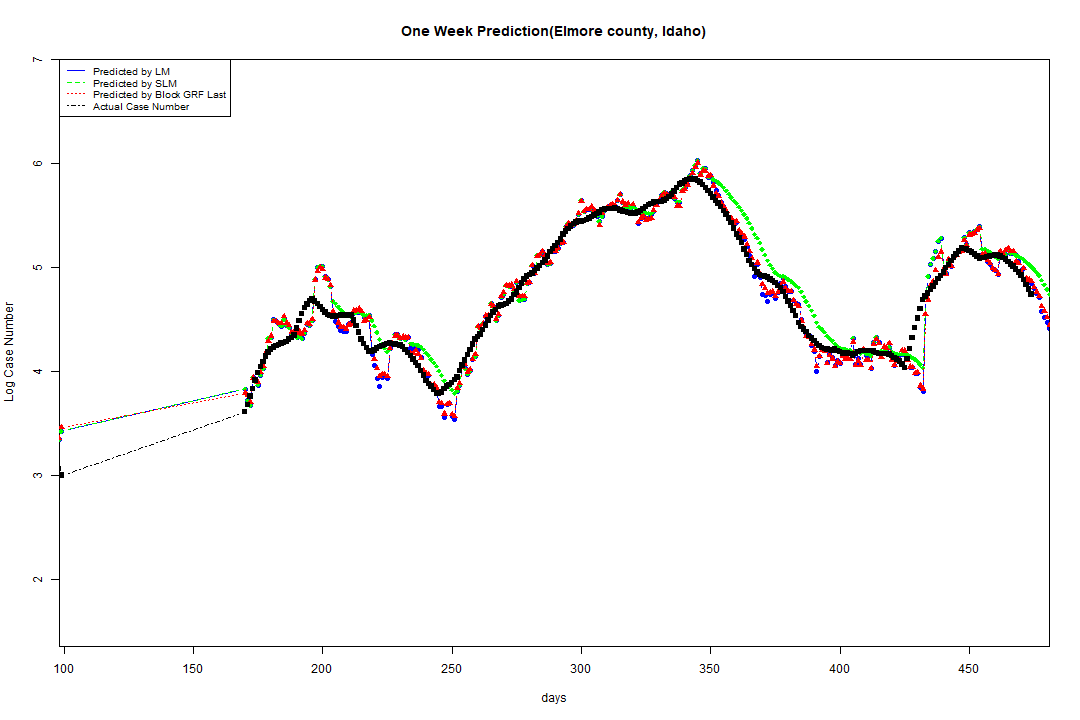 One Week Prediction(Elmore county, Idaho)
Predicted by LM
Predicted by SLM
Predicted by Block GRF Last
Actual Case Number
7
6
5
4
3
2
Log Case Number
100 150 200 250 300 350 400 450
days